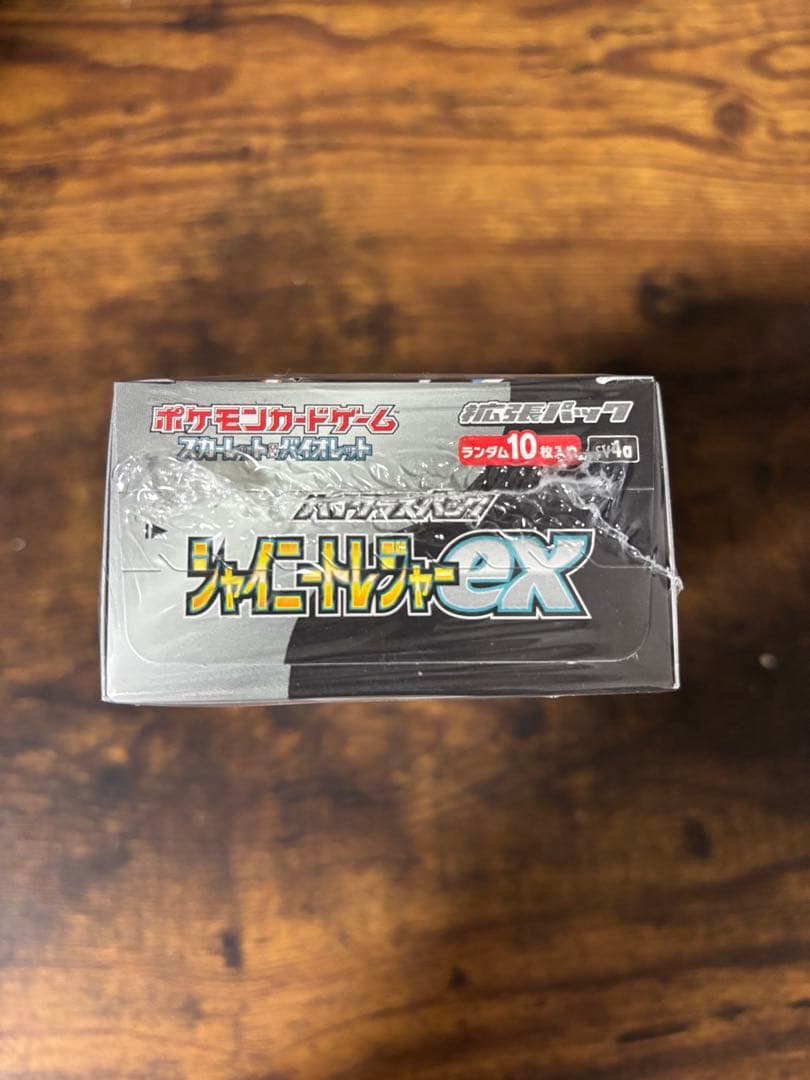 ポケモンカードゲーム
スカーレット&バイオレット
拡張パック
ランダム10枚入り
sv4a
ハイクラスパック
シャイニートレジャーex